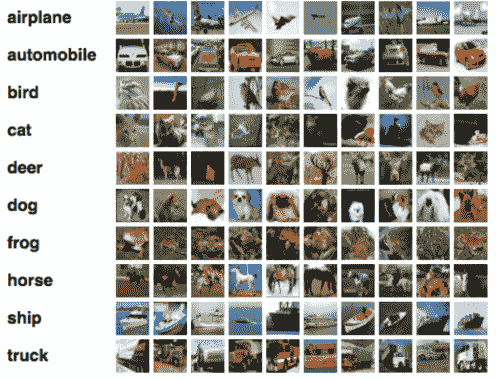 airplane
automobile
bird
cat
deer
dog
frog
horse
ship
truck